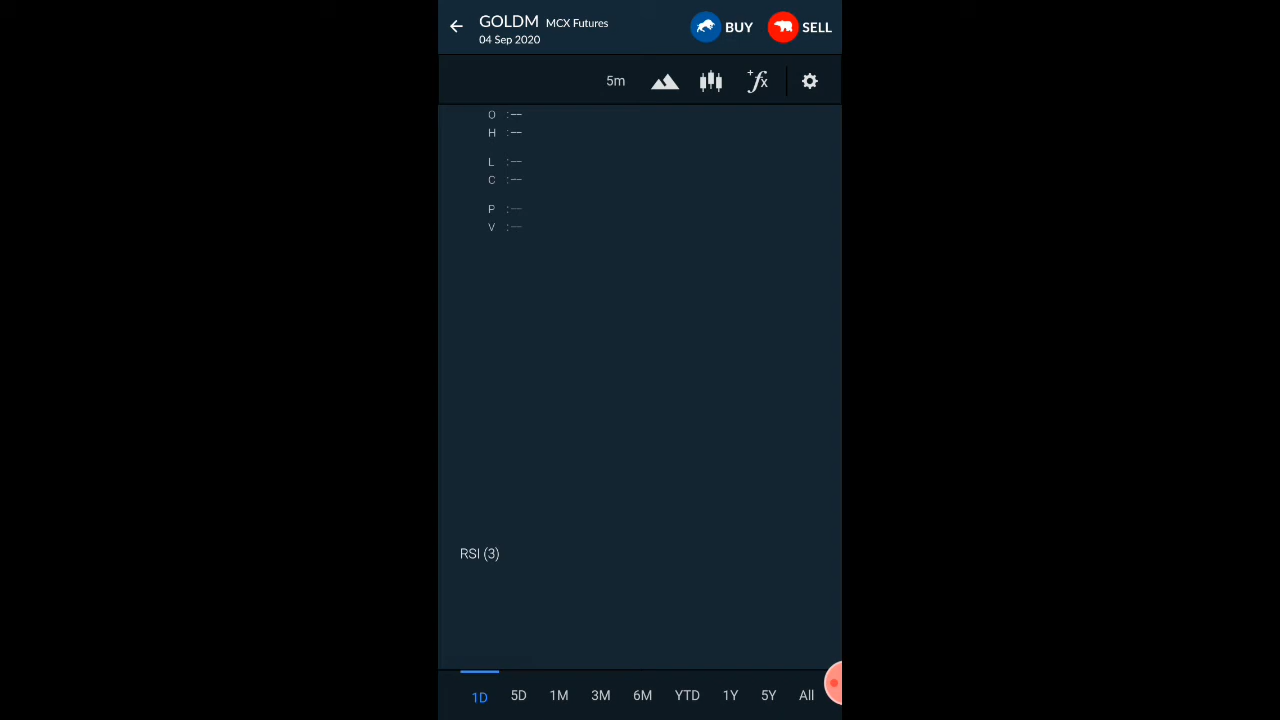 GOLDM MCX Futures
04 Sep 2020
BUY
SELL
5m
+fx
O :--
H :--
L :--
C :--
P :--
V :--
RSI (3)
1D 5D 1M 3M 6M YTD 1Y 5Y All